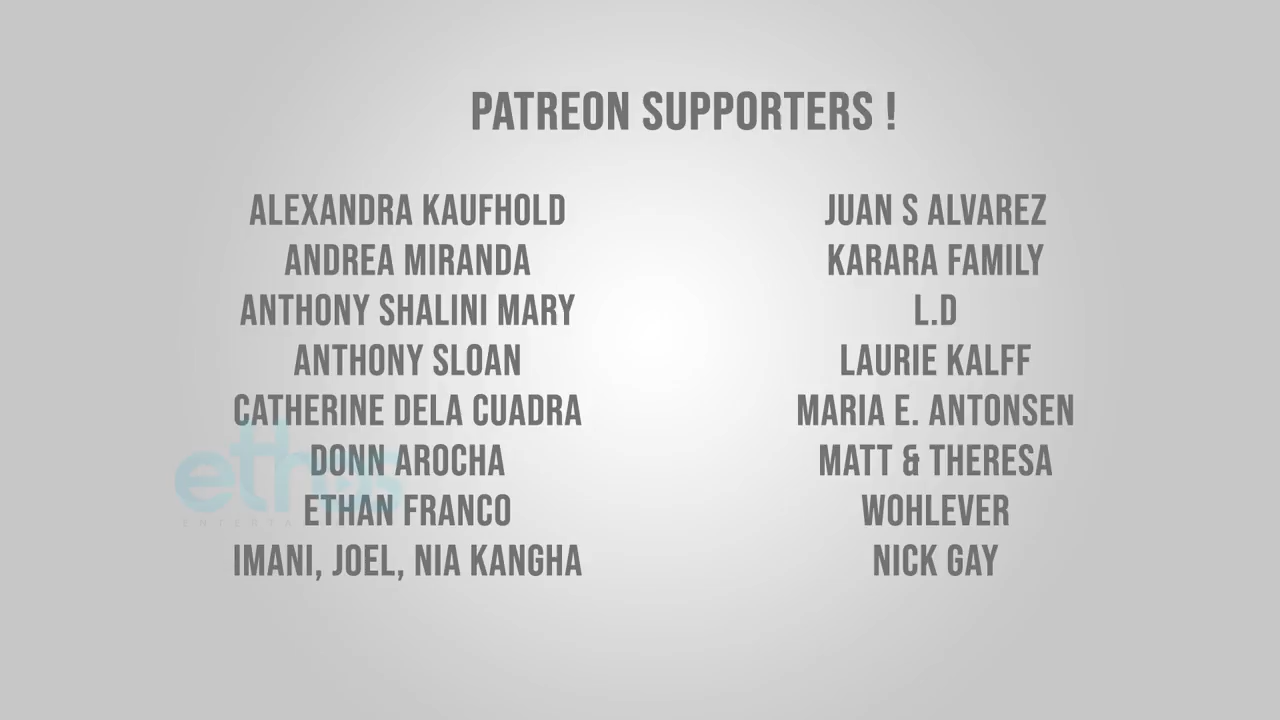 PATREON SUPPORTERS !
ALEXANDRA KAUFHOLD
ANDREA MIRANDA
ANTHONY SHALINI MARY
ANTHONY SLOAN
CATHERINE DELA CUADRA
DONN AROCHA
ETHAN FRANCO
IMANI, JOEL, NIA KANGHA
JUAN S ALVAREZ
KARARA FAMILY
L.D
LAURIE KALFF
MARIA E. ANTONSEN
MATT & THERESA
WOHLEVER
NICK GAY
ethos